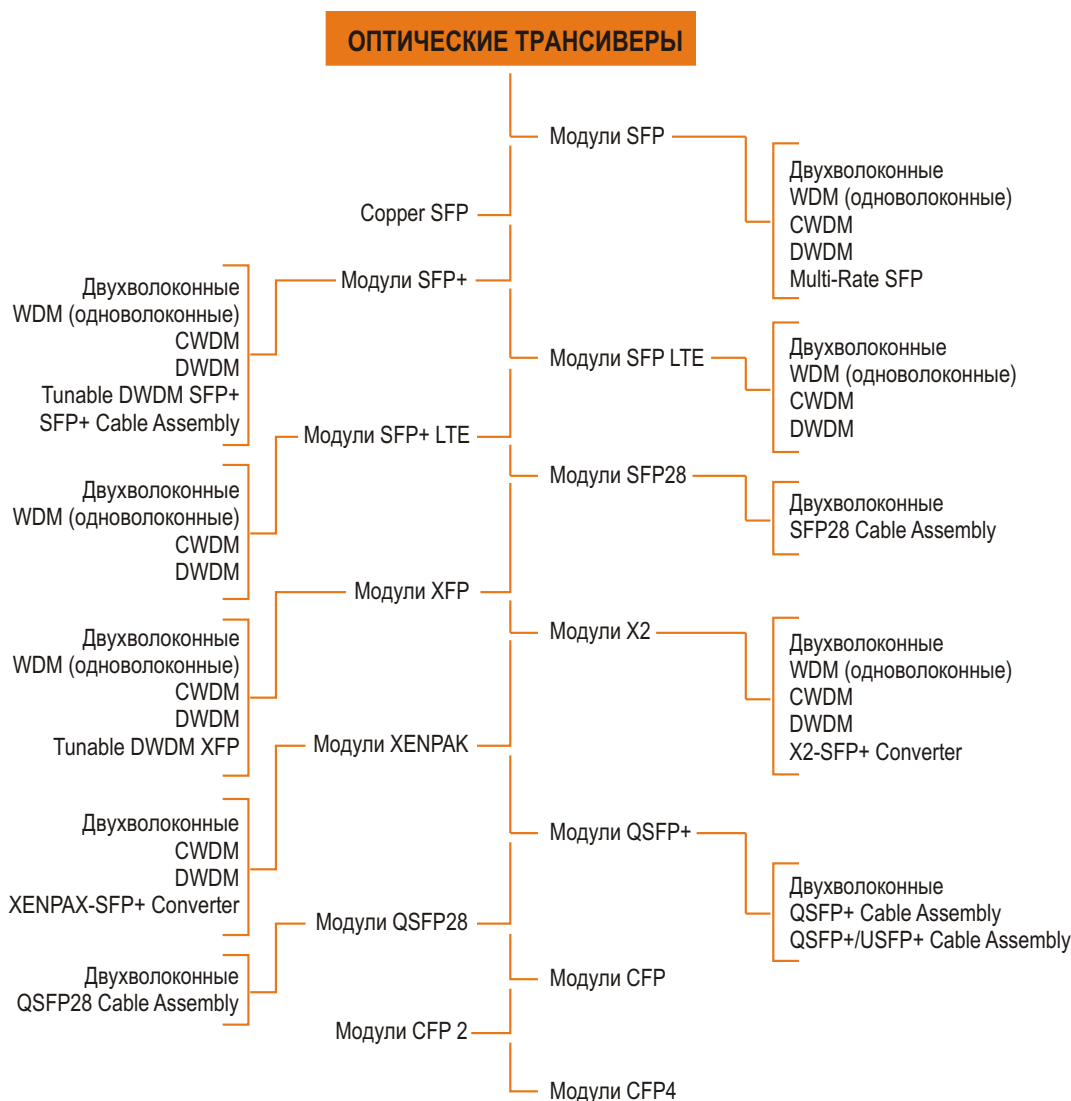 ОПТИЧЕСКИЕ ТРАНСИВЕРЫ
Модули SFP
Двухволоконные
WDM (одноволоконные)
CWDM
DWDM
Multi-Rate SFP
Copper SFP
Модули SFP+
Двухволоконные
WDM (одноволоконные)
CWDM
DWDM
Tunable DWDM SFP+
SFP+ Cable Assembly
Модули SFP LTE
Двухволоконные
WDM (одноволоконные)
CWDM
DWDM
Модули SFP+ LTE
Двухволоконные
WDM (одноволоконные)
CWDM
DWDM
Модули SFP28
Двухволоконные
SFP28 Cable Assembly
Модули XFP
Двухволоконные
WDM (одноволоконные)
CWDM
DWDM
Tunable DWDM XFP
Модули X2
Двухволоконные
WDM (одноволоконные)
CWDM
DWDM
X2-SFP+ Converter
Модули XENPAK
Двухволоконные
CWDM
DWDM
XENPAX-SFP+ Converter
Модули QSFP+
Двухволоконные
QSFP+ Cable Assembly
QSFP+/USFP+ Cable Assembly
Модули QSFP28
Двухволоконные
QSFP28 Cable Assembly
Модули CFP
Модули CFP 2
Модули CFP4